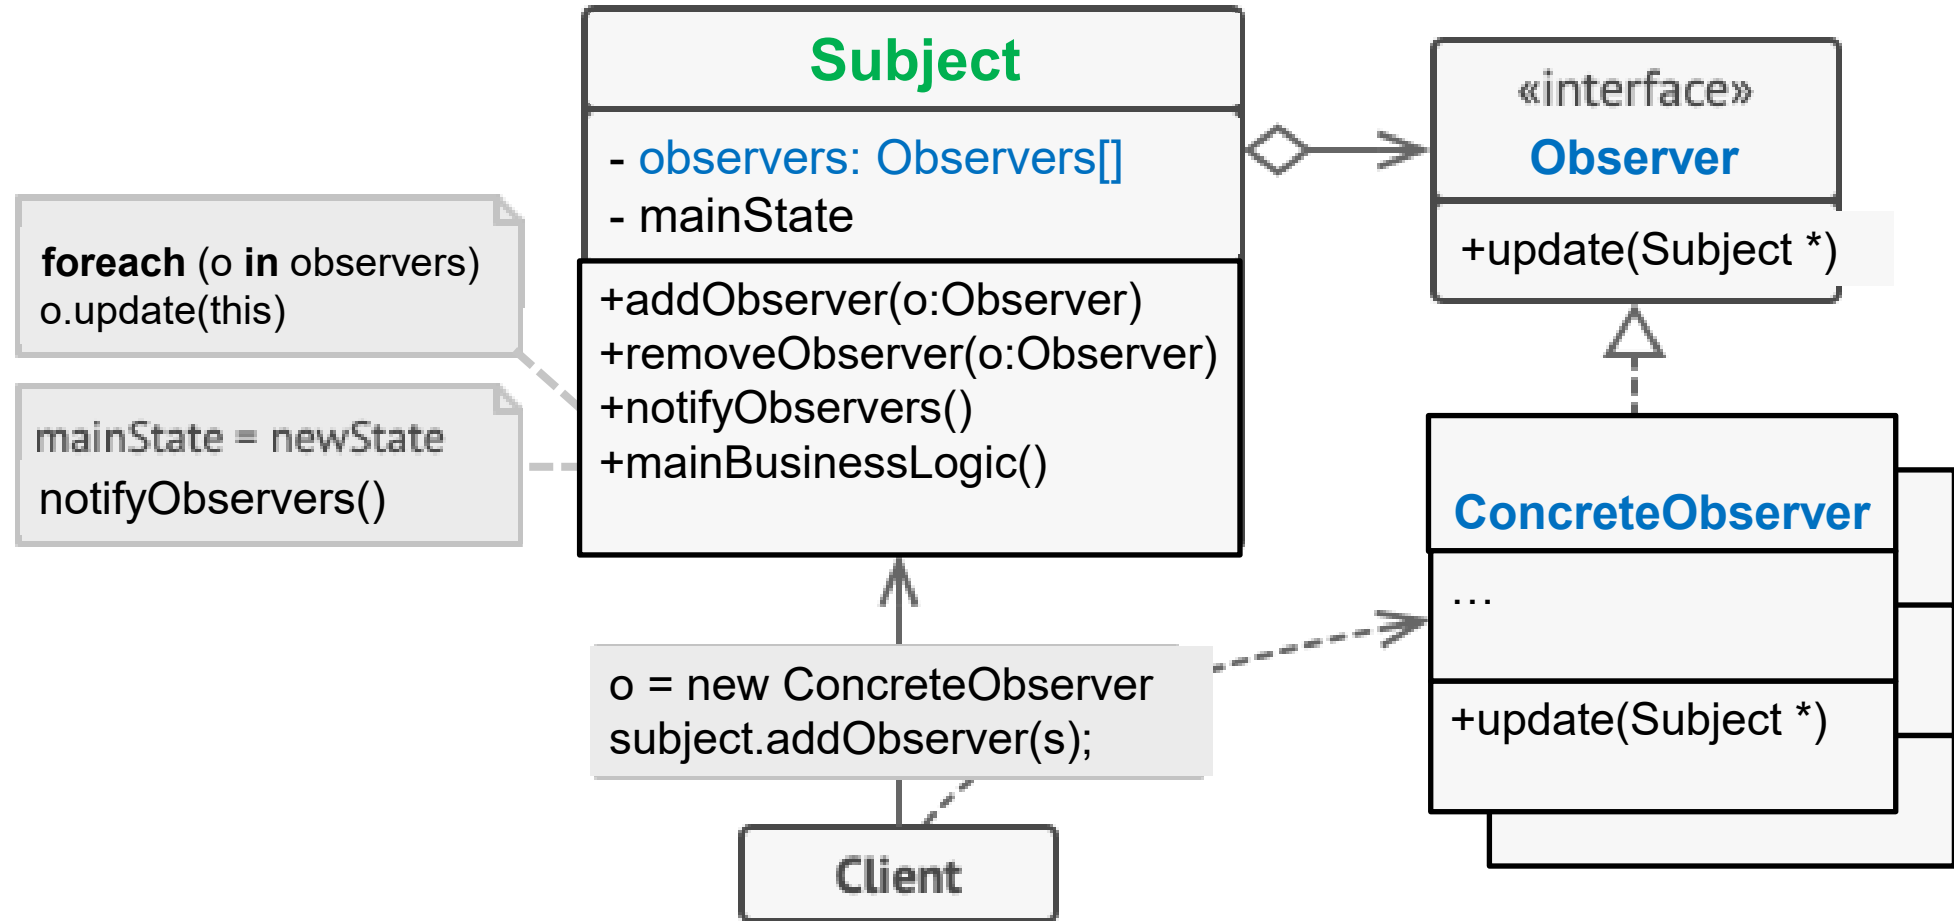 Subject
- observers: Observers[]
- mainState
+addObserver(o:Observer)
+removeObserver(o:Observer)
+notifyObservers()
+mainBusinessLogic()
«interface»
Observer
+update(Subject *)
foreach (o in observers)
o.update(this)
mainState = newState
notifyObservers()
ConcreteObserver
...
+update(Subject *)
o = new ConcreteObserver
subject.addObserver(s);
Client